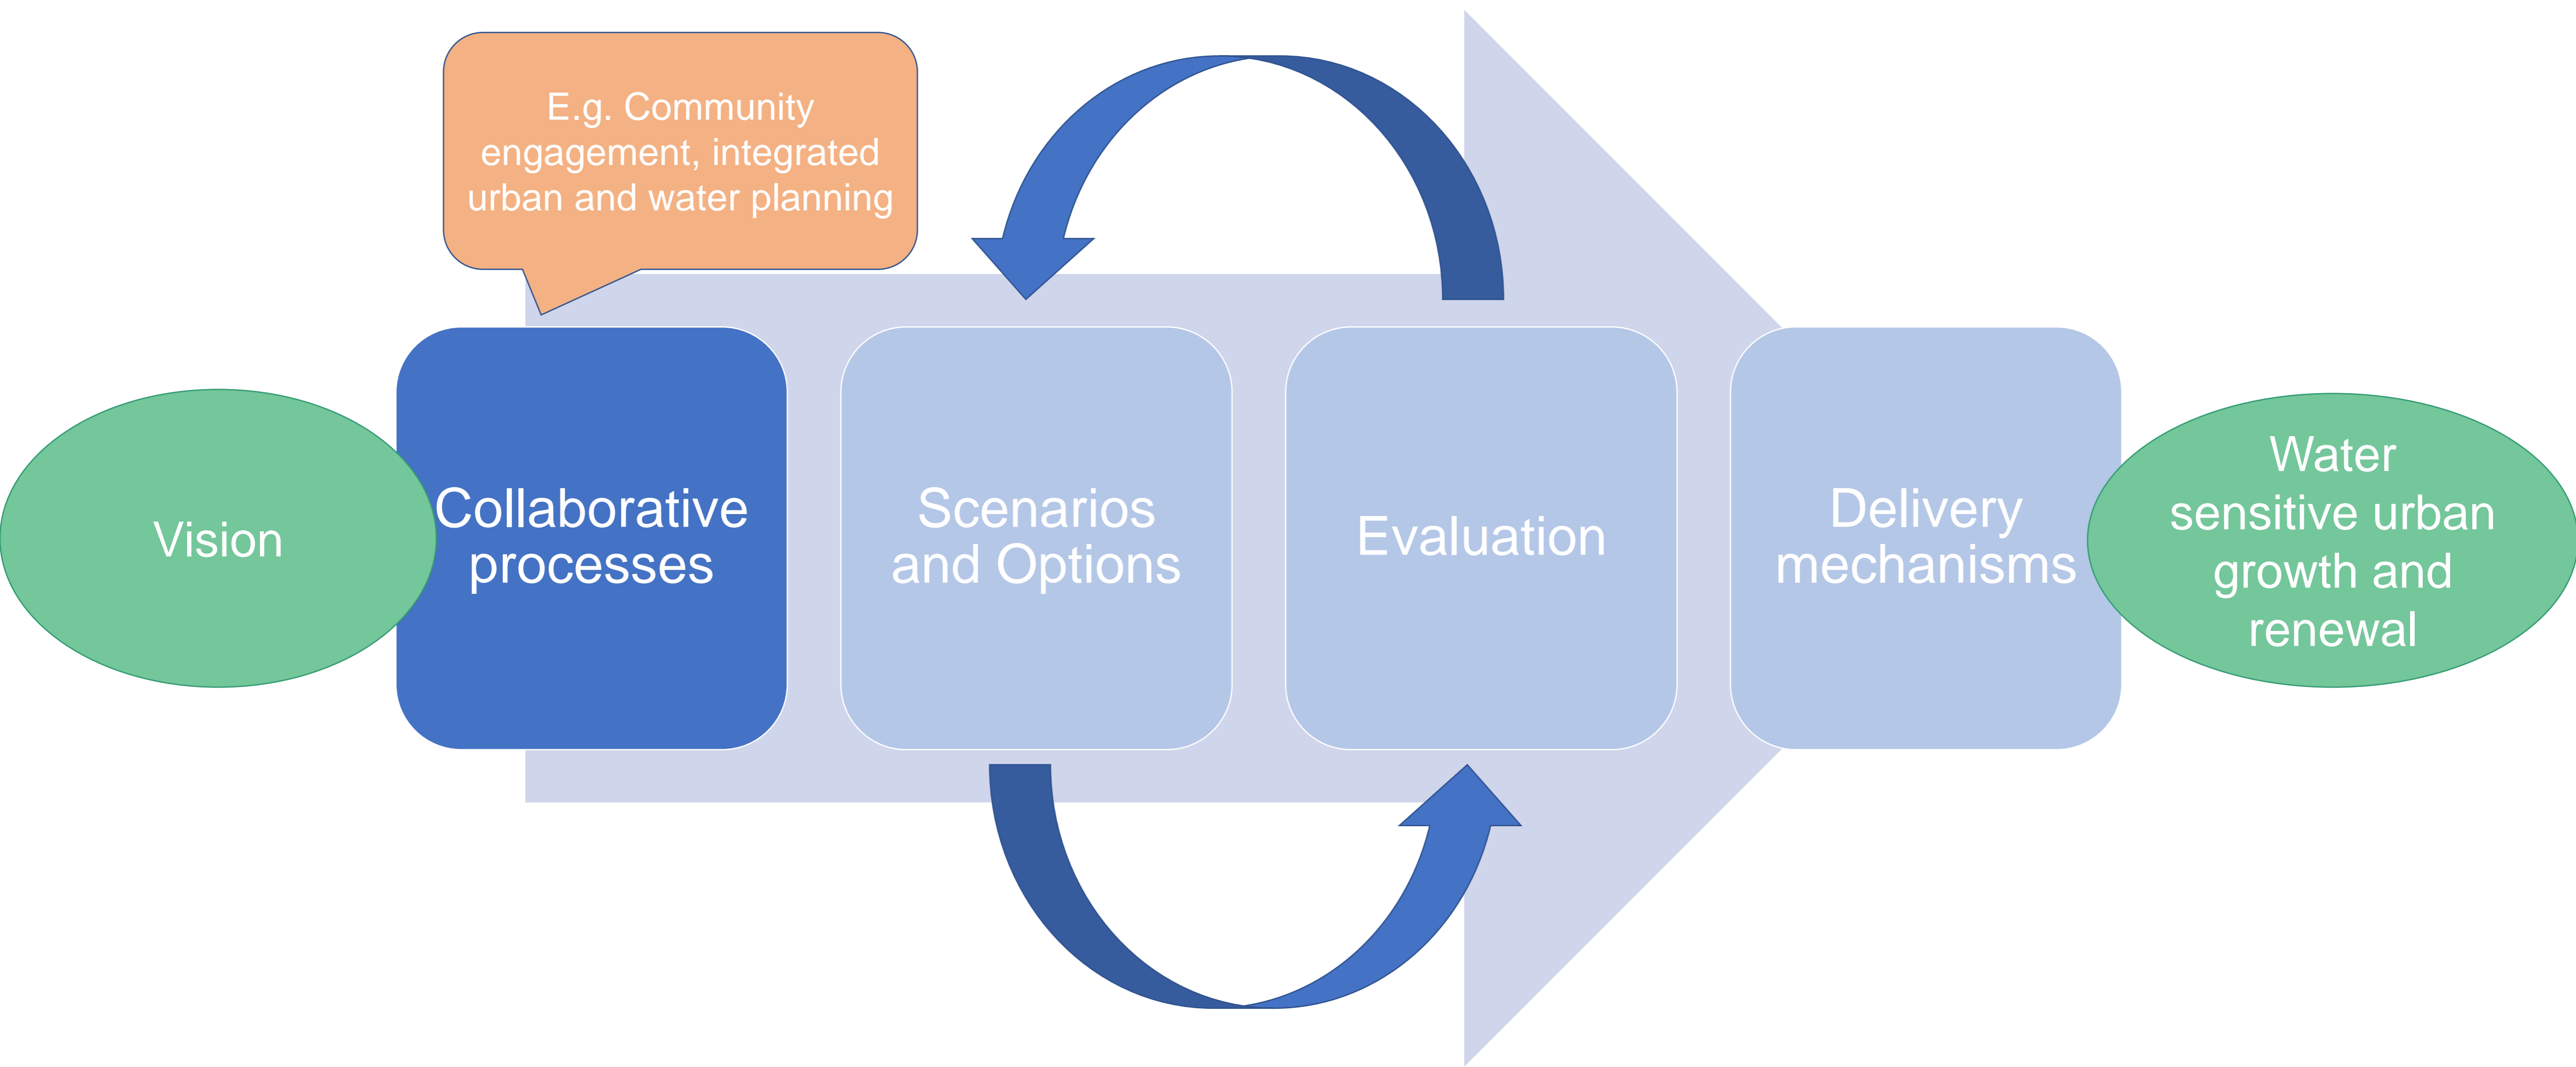 E.g. Community
engagement, integrated
urban and water planning
Vision
Collaborative
processes
Scenarios
and Options
Evaluation
Delivery
mechanisms
Water
sensitive urban
growth and
renewal